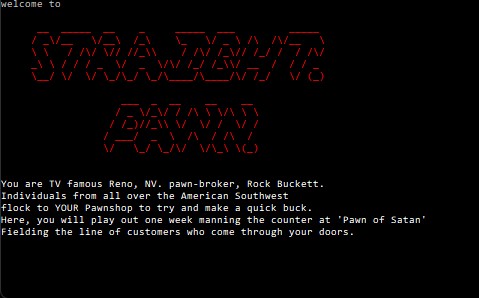 welcome to
STRAIGHT!
PAWN!
You are TV famous Reno, NV. pawn-broker, Rock Buckett.
Individuals from all over the American Southwest
flock to YOUR Pawnshop to try and make a quick buck.
Here, you will play out one week manning the counter at 'Pawn of Satan'
Fielding the line of customers who come through your doors.